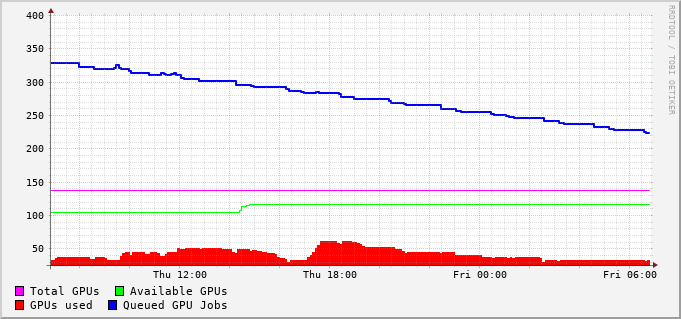 RRDTOOL / TOBI OETIKER
400
350
300
250
200
150
100
50
Thu 12:00 Thu 18:00 Fri 00:00 Fri 06:00
Total GPUs Available GPUs
GPUs used Queued GPU Jobs